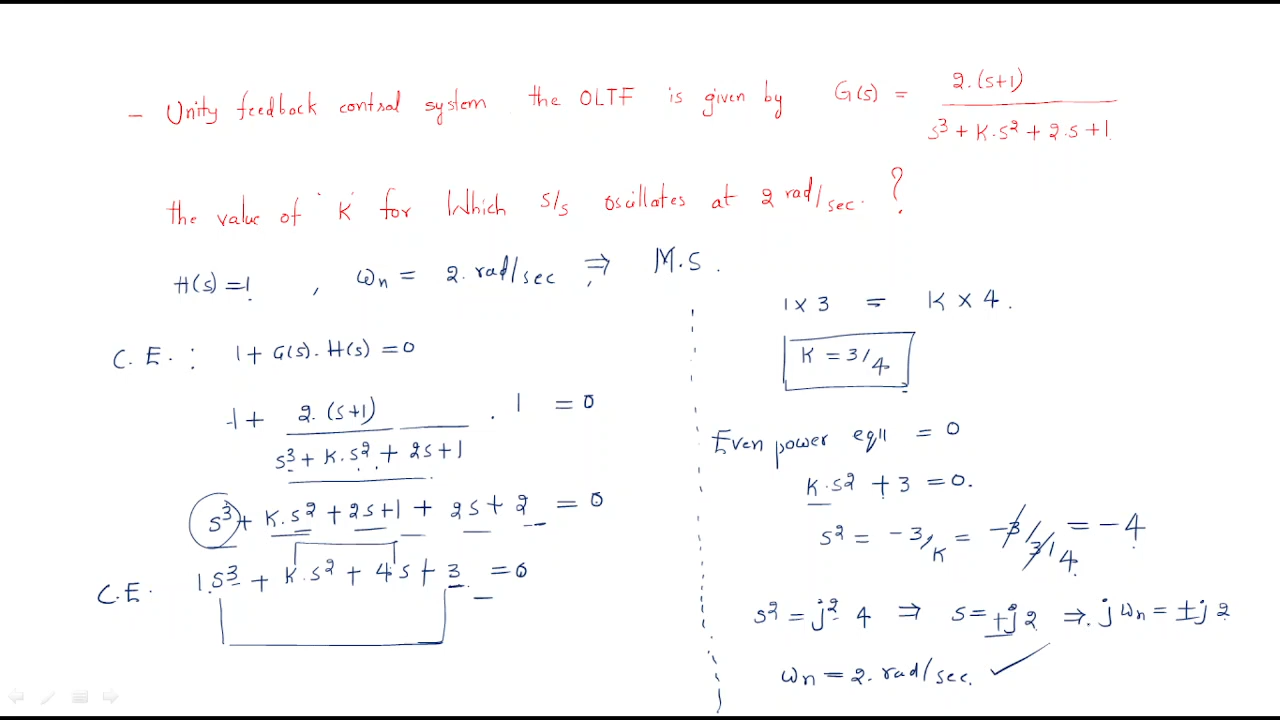 - Unity feedback control system the OLTF is given by G(s) = 2.(s+1) / s³ + K.s² + 2.s + 1
the value of 'K' for Which s/s oscillates at 2 rad/sec. ?
H(s) = 1 , ωn = 2. rad/sec ⇒ M.S.
C.E. : 1 + G(s). H(s) = 0
1 + 2.(s+1) / s³ + K.s² + 2s + 1 . 1 = 0
s³ + K.s² + 2s + 1 + 2s + 2 = 0
C.E. 1.s³ + K.s² + 4s + 3 = 0
1 x 3 = K x 4.
K = 3/4
Even power eqn = 0
K.s² + 3 = 0.
s² = -3/K = -3/3/4 = -4
s² = j² 4 ⇒ s = ±j2 ⇒ jωn = ±j2
ωn = 2. rad/sec. ✓